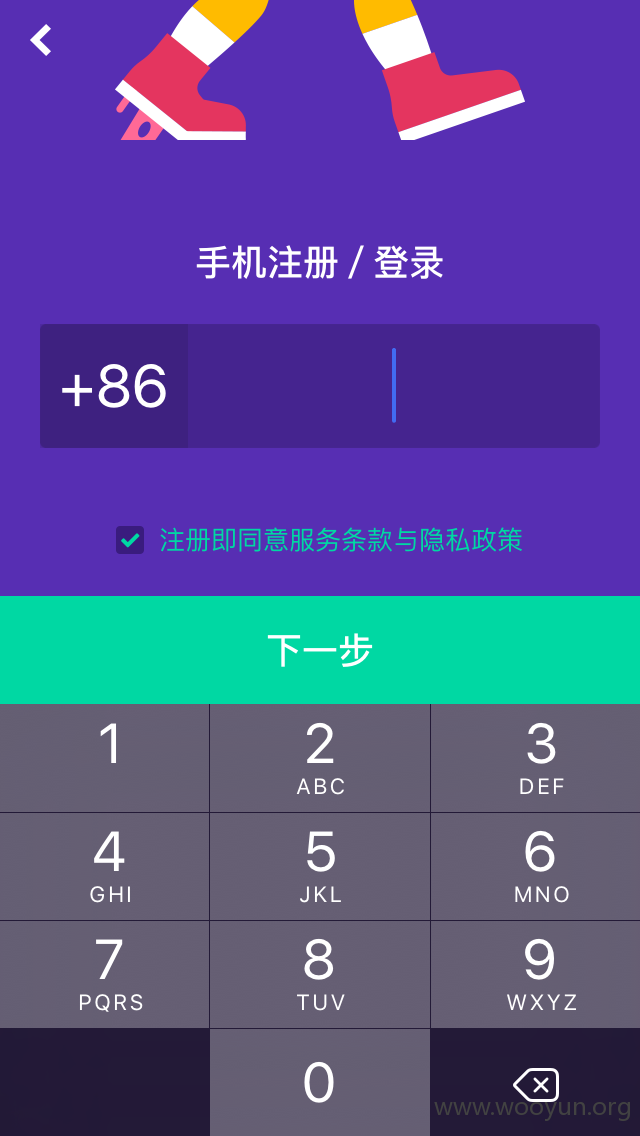 手机注册 / 登录
+86
注册即同意服务条款与隐私政策
下一步
1 2 3
ABC DEF
4 5 6
GHI JKL MNO
7 8 9
PQRS TUV WXYZ
0
www.wooyun.org